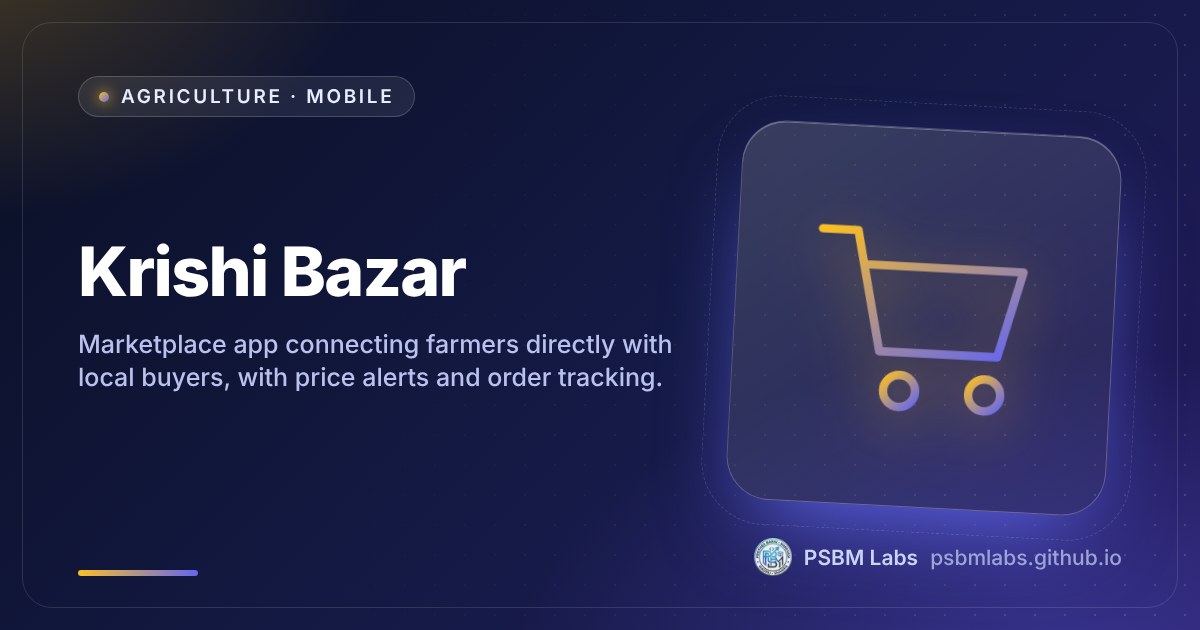 AGRICULTURE · MOBILE
Krishi Bazar
Marketplace app connecting farmers directly with
local buyers, with price alerts and order tracking.
PSBM Labs psbmlabs.github.io